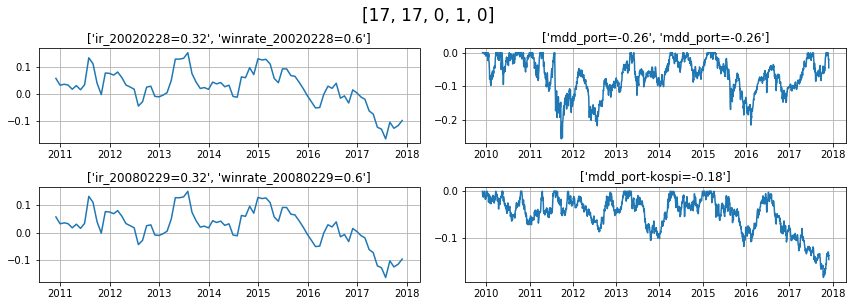 [17, 17, 0, 1, 0]
['ir_20020228=0.32', 'winrate_20020228=0.6']
0.1
0.0
−0.1
2011 2012 2013 2014 2015 2016 2017 2018
['mdd_port=-0.26', 'mdd_port=-0.26']
0.0
−0.1
−0.2
2010 2011 2012 2013 2014 2015 2016 2017 2018
['ir_20080229=0.32', 'winrate_20080229=0.6']
0.1
0.0
−0.1
2011 2012 2013 2014 2015 2016 2017 2018
['mdd_port-kospi=-0.18']
0.0
−0.1
2010 2011 2012 2013 2014 2015 2016 2017 2018